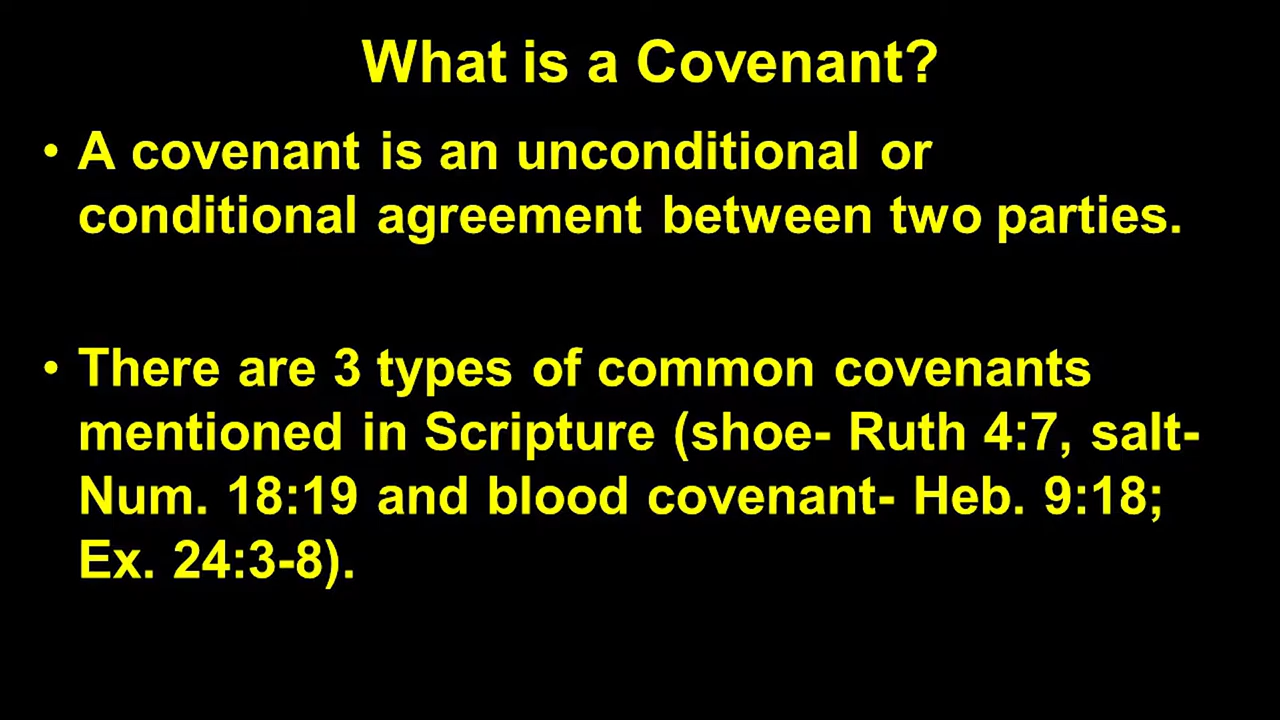 What is a Covenant?
• A covenant is an unconditional or
conditional agreement between two parties.
• There are 3 types of common covenants
mentioned in Scripture (shoe- Ruth 4:7, salt-
Num. 18:19 and blood covenant- Heb. 9:18;
Ex. 24:3-8).